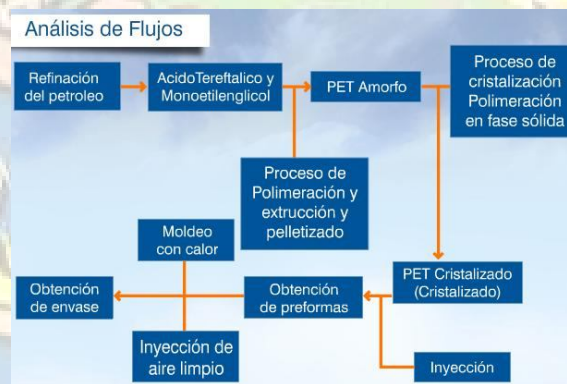 Análisis de Flujos
Refinación
del petroleo
AcidoTereftalico y
Monoetilenglicol
PET Amorfo
Proceso de
cristalización
Polimeración
en fase sólida
Proceso de
Polimeración y
extrucción y
pelletizado
Moldeo
con calor
PET Cristalizado
(Cristalizado)
Obtención
de envase
Obtención
de preformas
Inyección de
aire limpio
Inyección